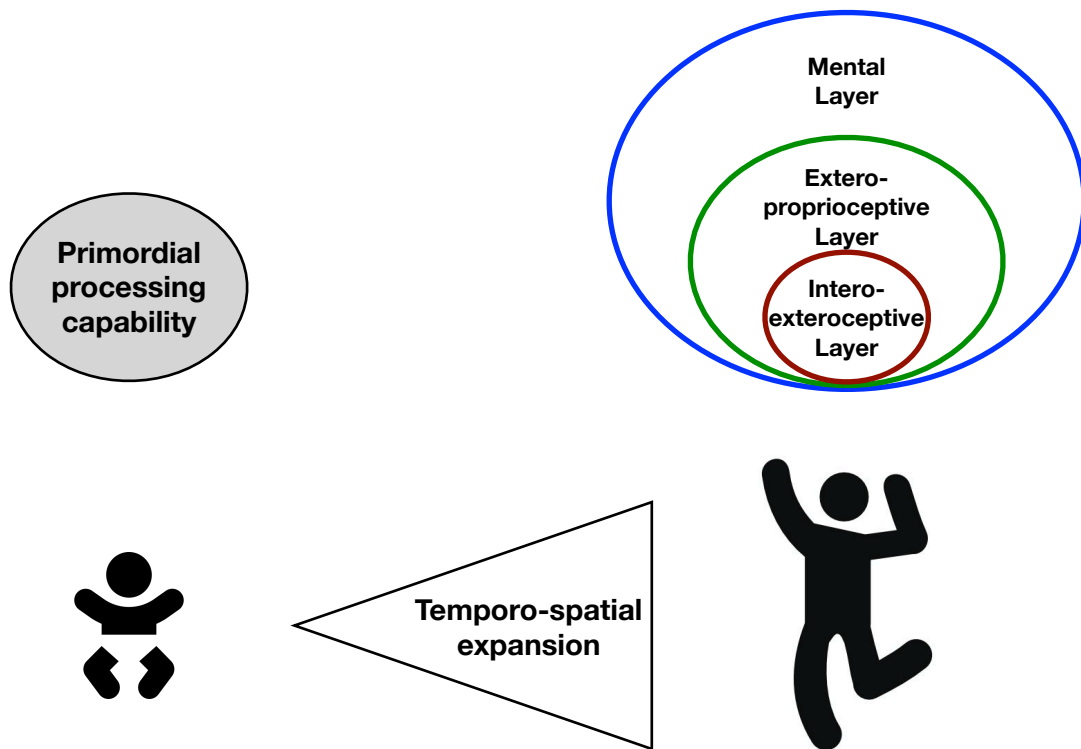 Mental
Layer
Extero-
proprioceptive
Layer
Intero-
exteroceptive
Layer
Primordial
processing
capability
Temporo-spatial
expansion